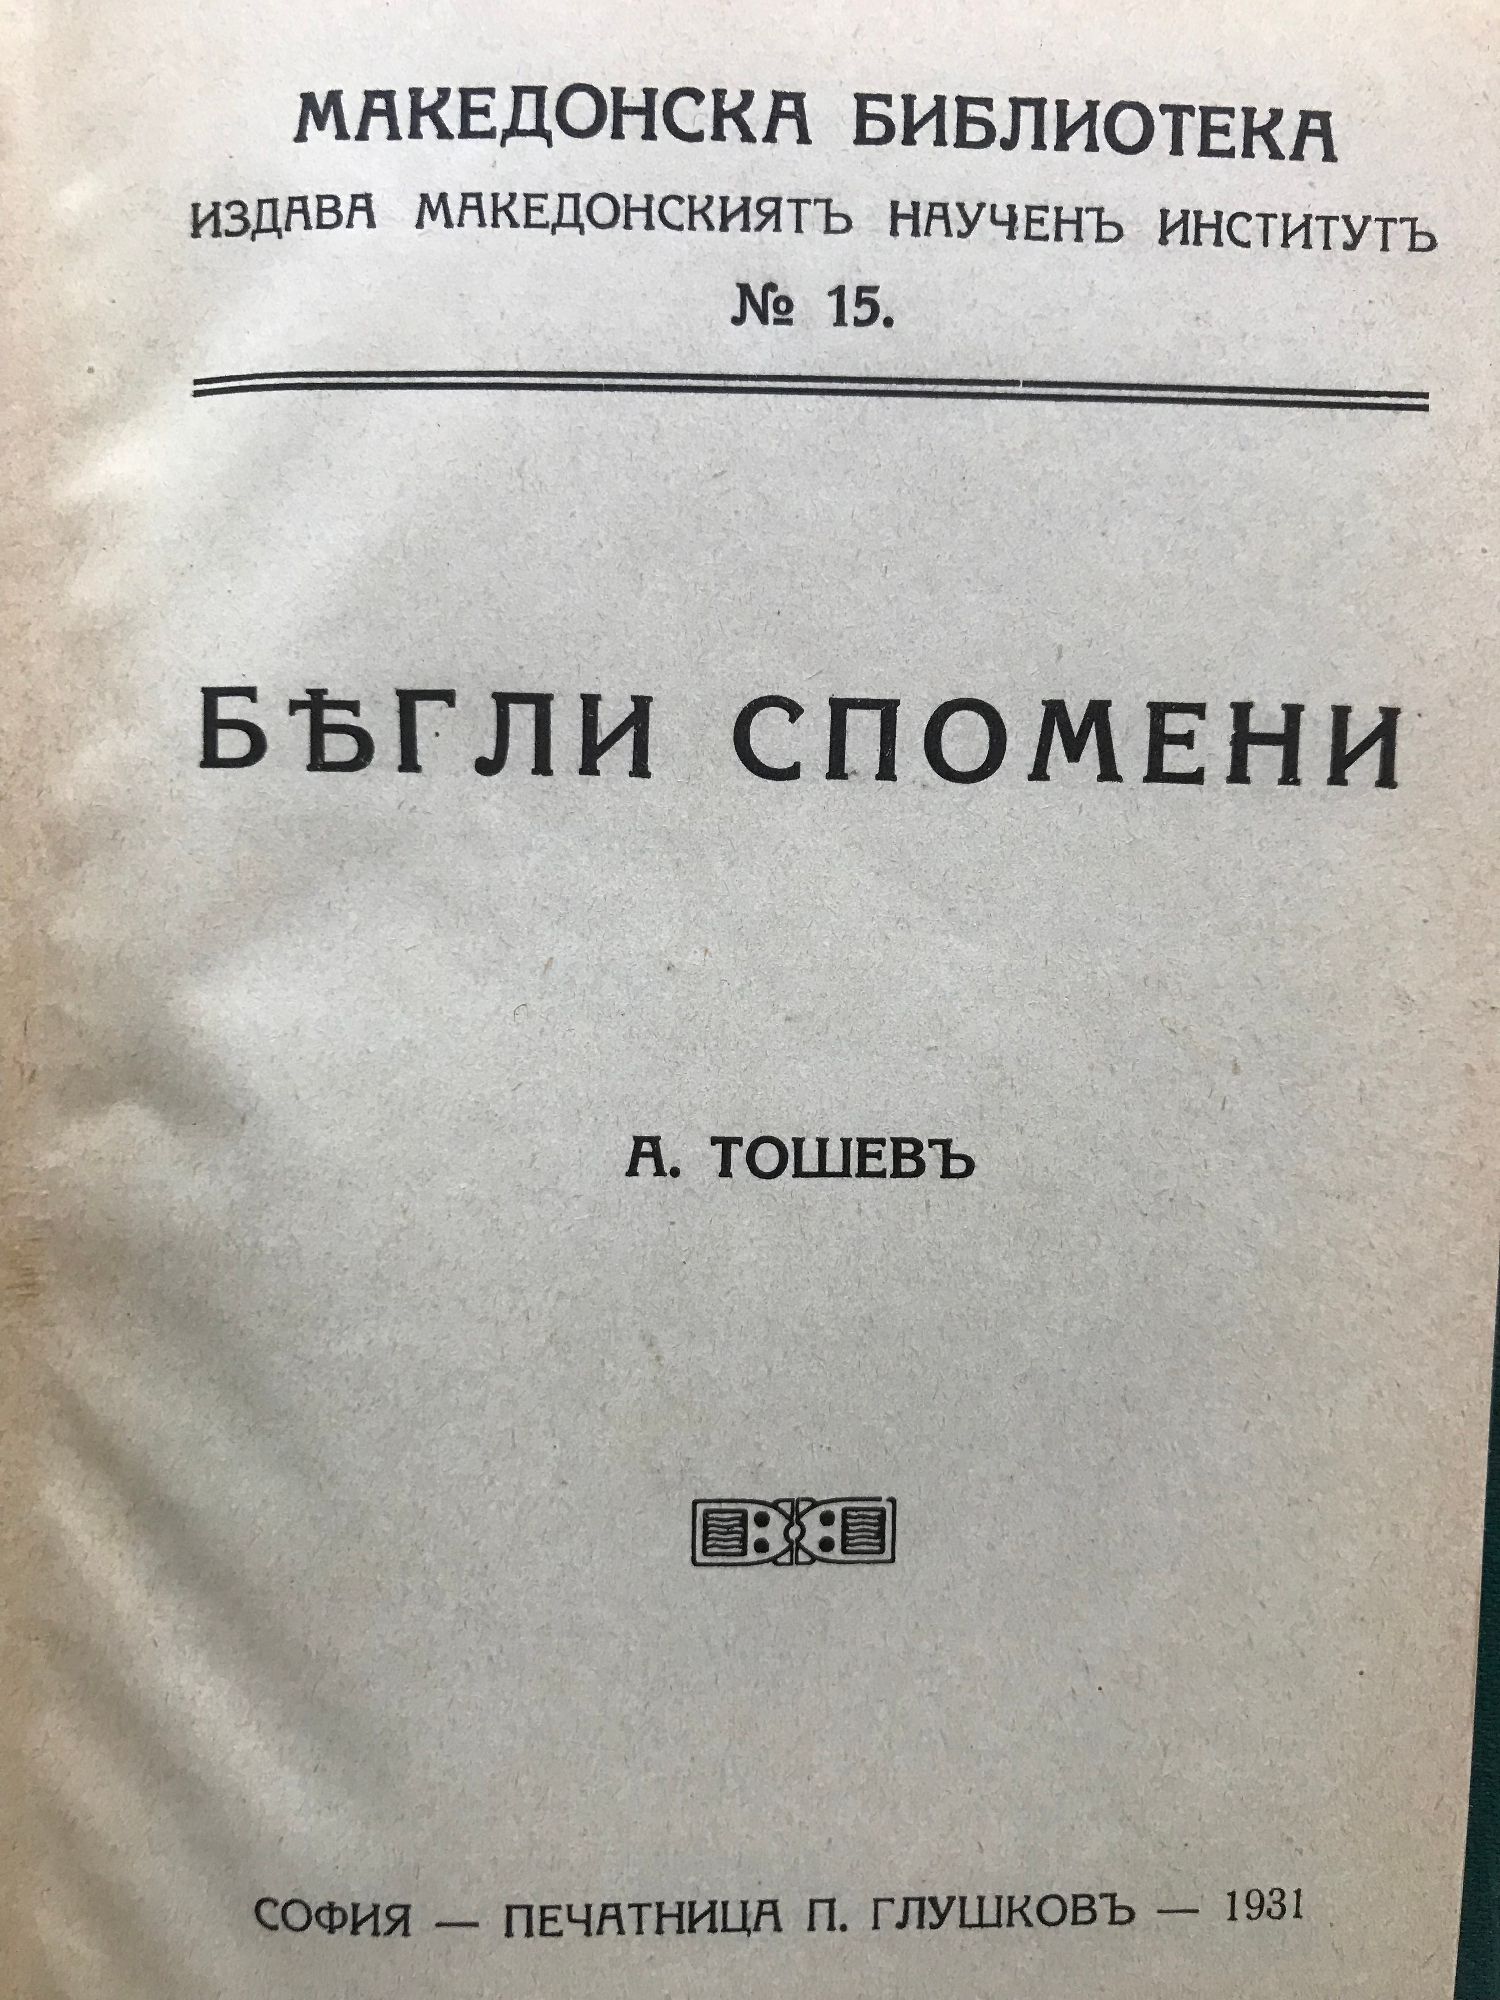 МАКЕДОНСКА БИБЛИОТЕКА
ИЗДАВА МАКЕДОНСКИЯТЪ НАУЧЕНЪ ИНСТИТУТЪ
№ 15.
БѢГЛИ СПОМЕНИ
А. ТОШЕВЪ
СОФИЯ — ПЕЧАТНИЦА П. ГЛУШКОВЪ — 1931